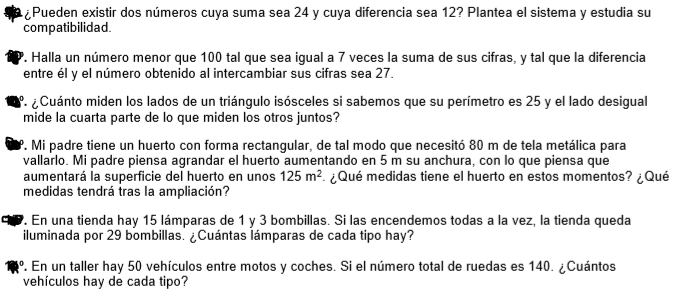 ¿Pueden existir dos números cuya suma sea 24 y cuya diferencia sea 12? Plantea el sistema y estudia su
compatibilidad.
º. Halla un número menor que 100 tal que sea igual a 7 veces la suma de sus cifras, y tal que la diferencia
entre él y el número obtenido al intercambiar sus cifras sea 27.
º. ¿Cuánto miden los lados de un triángulo isósceles si sabemos que su perímetro es 25 y el lado desigual
mide la cuarta parte de lo que miden los otros juntos?
º. Mi padre tiene un huerto con forma rectangular, de tal modo que necesitó 80 m de tela metálica para
vallarlo. Mi padre piensa agrandar el huerto aumentando en 5 m su anchura, con lo que piensa que
aumentará la superficie del huerto en unos 125 m². ¿Qué medidas tiene el huerto en estos momentos? ¿Qué
medidas tendrá tras la ampliación?
. En una tienda hay 15 lámparas de 1 y 3 bombillas. Si las encendemos todas a la vez, la tienda queda
iluminada por 29 bombillas. ¿Cuántas lámparas de cada tipo hay?
º. En un taller hay 50 vehículos entre motos y coches. Si el número total de ruedas es 140. ¿Cuántos
vehículos hay de cada tipo?